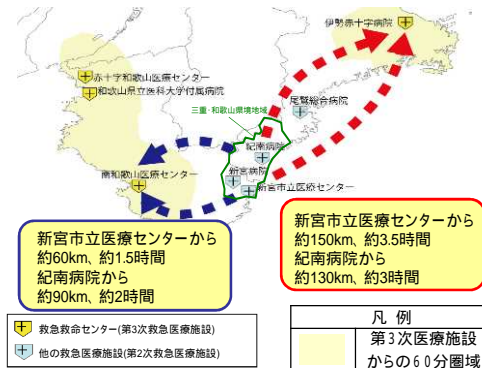 伊勢赤十字病院
赤十字和歌山医療センター
和歌山県立医科大学付属病院
尾鷲総合病院
三重・和歌山県境地域
紀南病院
南和歌山医療センター
新宮病院
新宮市立医療センター
新宮市立医療センターから
約60km、約1.5時間
紀南病院から
約90km、約2時間
新宮市立医療センターから
約150km、約3.5時間
紀南病院から
約130km、約3時間
救急救命センター(第3次救急医療施設)
他の救急医療施設(第2次救急医療施設)
凡 例
第3次医療施設
からの60分圏域